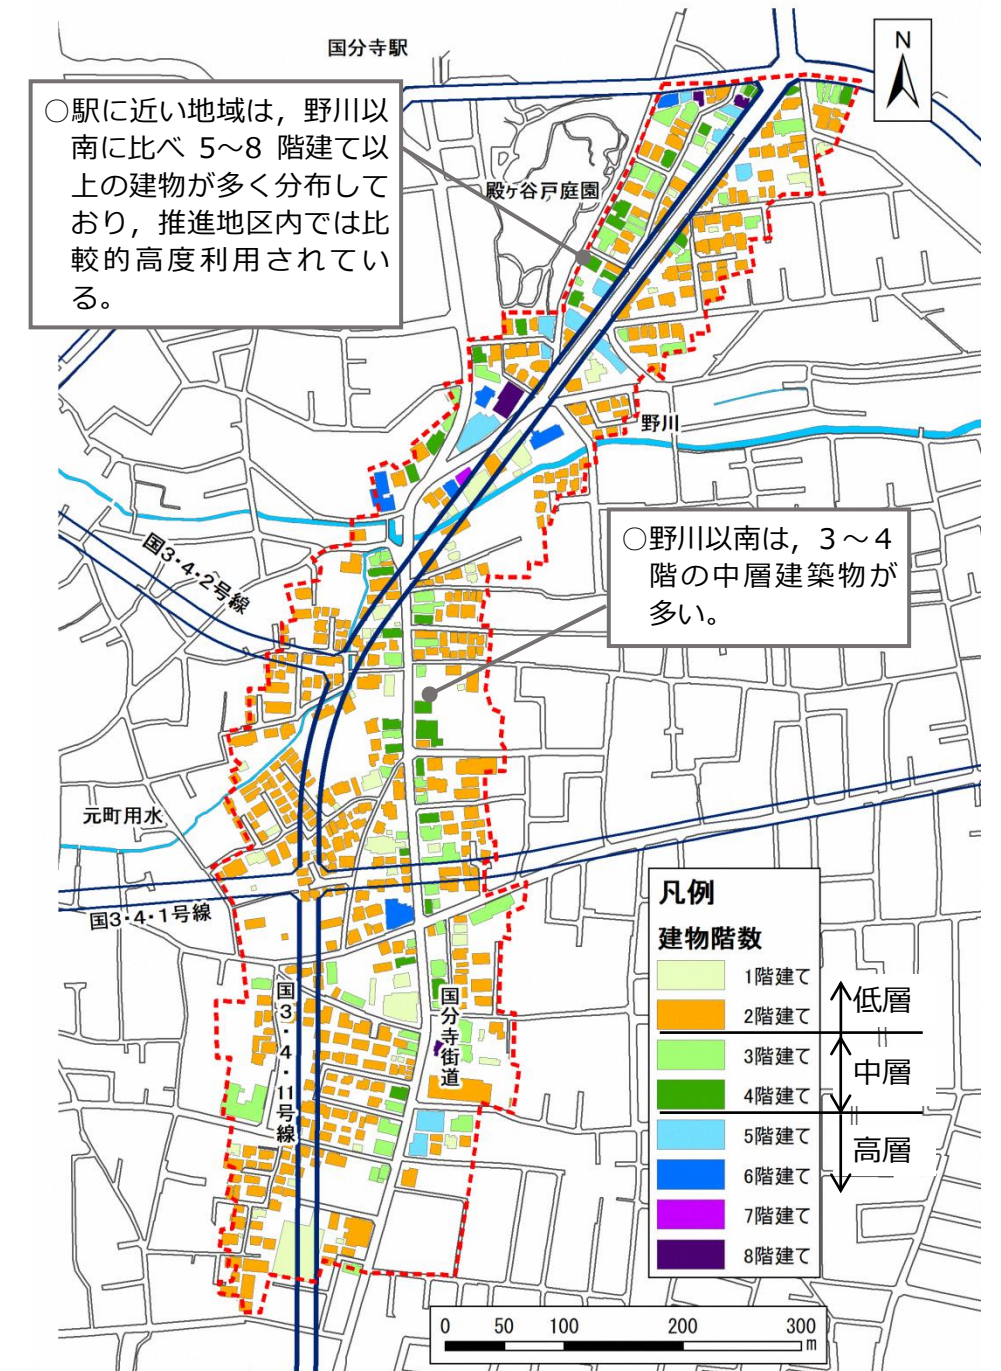 国分寺駅
N
○駅に近い地域は，野川以
南に比べ 5～8 階建て以
上の建物が多く分布して
おり，推進地区内では比
較的高度利用されてい
る。
殿ヶ谷戸庭園
野川
○野川以南は，3～4
階の中層建築物が
多い。
国3・4・2号線
元町用水
国3・4・1号線
国3・4・11号線
国分寺街道
凡例
建物階数
1階建て
2階建て
3階建て
4階建て
5階建て
6階建て
7階建て
8階建て
低層
中層
高層
0 50 100 200 300
m